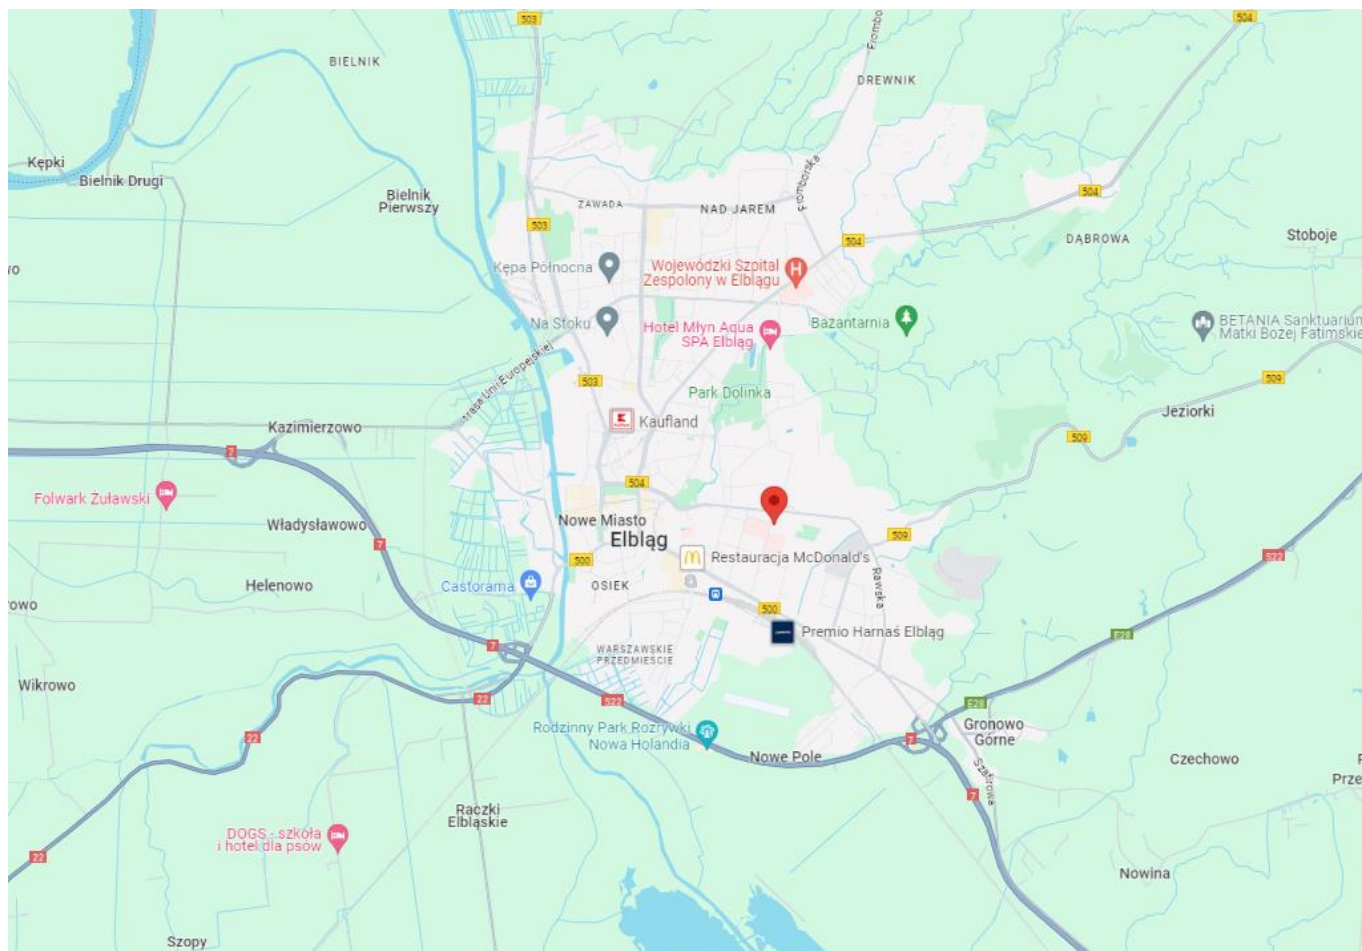 503
504
BIELNIK
DREWNIK
Kępki
Bielnik Drugi
Bielnik
Pierwszy
Fromborska
504
ZAWADA
NAD JAREM
503
504
DĄBROWA
Stoboje
Kępa Północna
Wojewódzki Szpital
Zespolony w Elblągu
Na Stoku
Hotel Młyn Aqua
SPA Elbląg
Bażantarnia
BETANIA Sanktuarium
Matki Bożej Fatimskie
Trasa Unii Europejskiej
503
509
Park Dolinka
Kaufland
Jeziorki
Kazimierzowo
7
509
Folwark Żuławski
504
Władysławowo
Nowe Miasto
Elbląg
509
7
500
Restauracja McDonald's
S22
Helenowo
Castorama
OSIEK
Rawska
500
Premio Harnaś Elbląg
E28
7
WARSZAWSKIE
PRZEDMIEŚCIE
Wikrowo
22
S22
E28
22
Rodzinny Park Rozrywki
Nowa Holandia
7
Gronowo
Górne
Nowe Pole
Czechowo
Szafirowa
7
Raczki
Elbląskie
DOGS - szkoła
i hotel dla psów
22
Nowina
Szopy